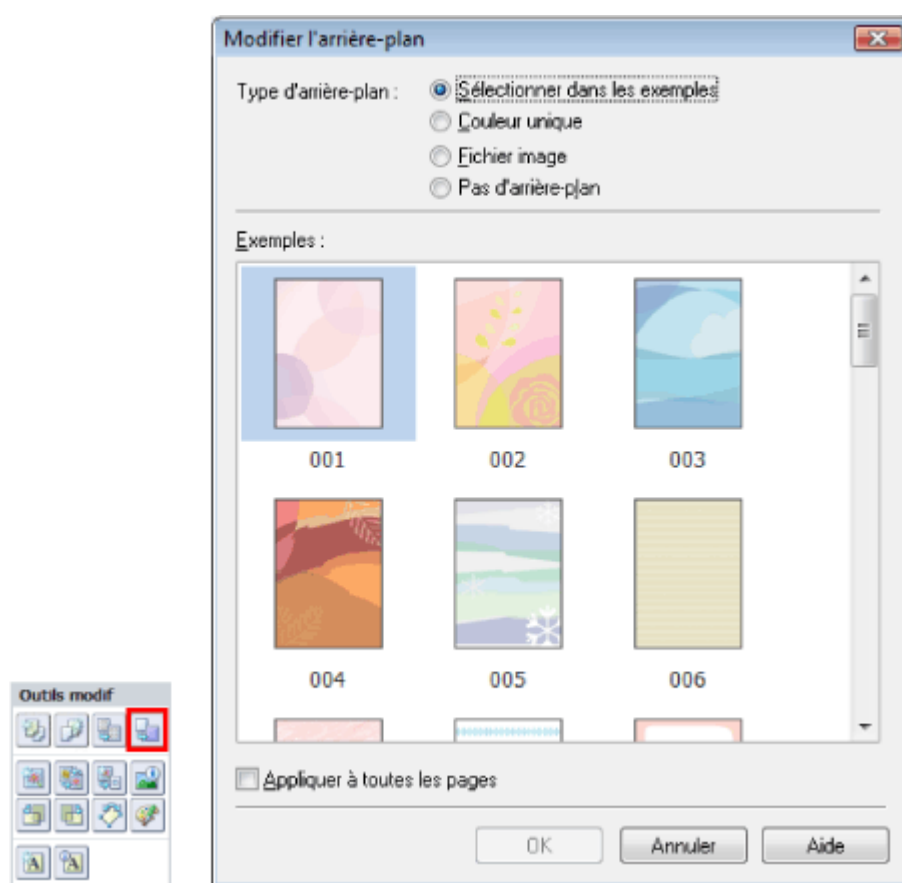 Modifier l'arrière-plan
Type d'arrière-plan :
Sélectionner dans les exemples
Couleur unique
Fichier image
Pas d'arrière-plan
Exemples :
001 002 003
004 005 006
Appliquer à toutes les pages
OK Annuler Aide
Outils modif
A A